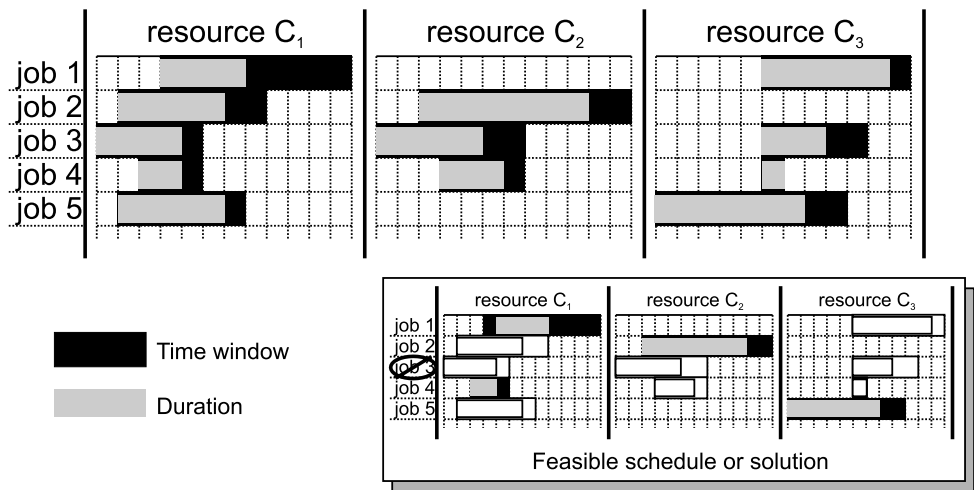 resource C1 resource C2 resource C3
job 1
job 2
job 3
job 4
job 5
Time window
Duration
resource C1 resource C2 resource C3
job 1
job 2
job 3
job 4
job 5
Feasible schedule or solution